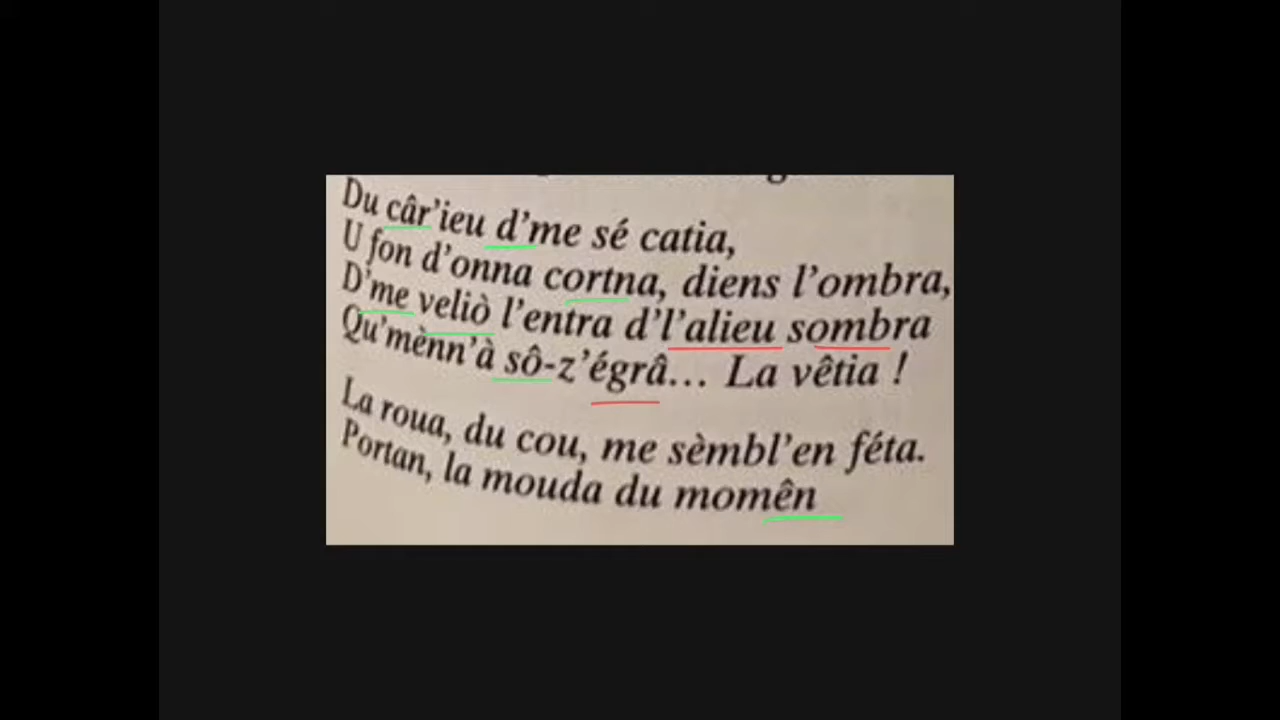 Du câr'ieu d'me sé catia,
U fon d'onna cortna, diens l'ombra,
D'me veliò l'entra d'l'alieu sombra
Qu'mènn'à sô-z'égrâ... La vêtia !
La roua, du cou, me sèmbl'en féta.
Portan, la mouda du momên